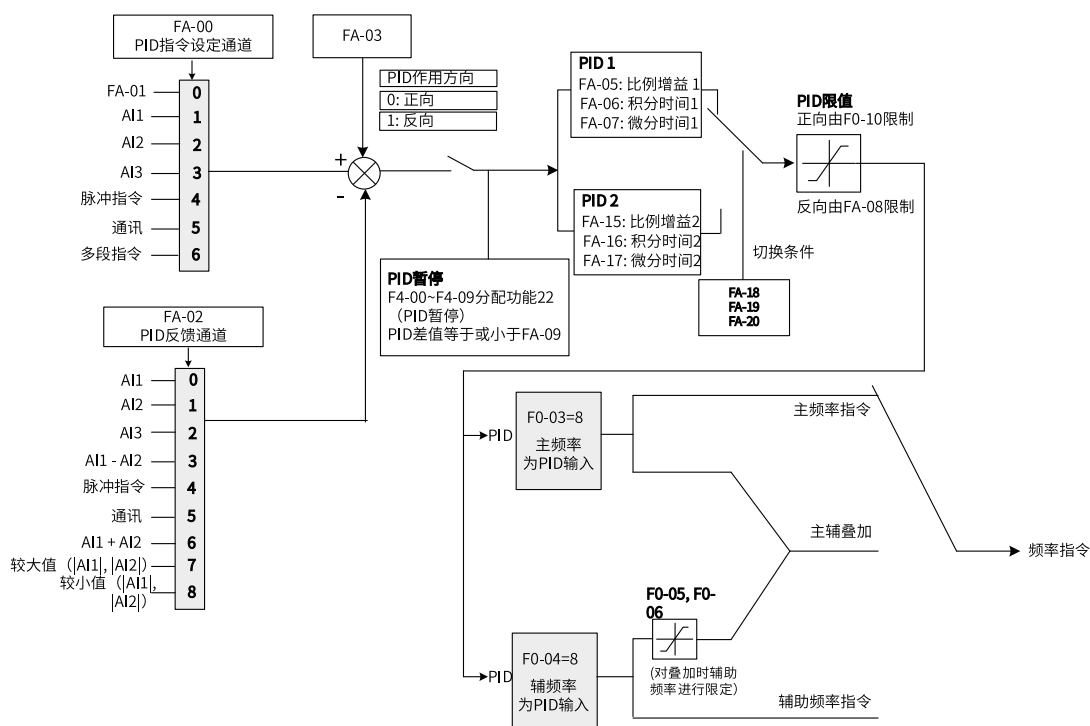 FA-00
PID指令设定通道
FA-01
0
AI1
1
AI2
2
AI3
3
脉冲指令
4
通讯
5
多段指令
6
FA-03
PID作用方向
0: 正向
1: 反向
+
-
PID暂停
F4-00~F4-09分配功能22
（PID暂停）
PID差值等于或小于FA-09
PID 1
FA-05: 比例增益 1
FA-06: 积分时间1
FA-07: 微分时间1
PID 2
FA-15: 比例增益2
FA-16: 积分时间2
FA-17: 微分时间2
切换条件
FA-18
FA-19
FA-20
PID限值
正向由F0-10限制
反向由FA-08限制
FA-02
PID反馈通道
AI1
0
AI2
1
AI3
2
AI1 - AI2
3
脉冲指令
4
通讯
5
AI1 + AI2
6
较大值（|AI1|, |AI2|）
7
较小值（|AI1|,
|AI2|）
8
PID
F0-03=8
主频率
为PID输入
主频率指令
主辅叠加
频率指令
F0-05, F0-
06
(对叠加时辅助
频率进行限定）
PID
F0-04=8
辅频率
为PID输入
辅助频率指令